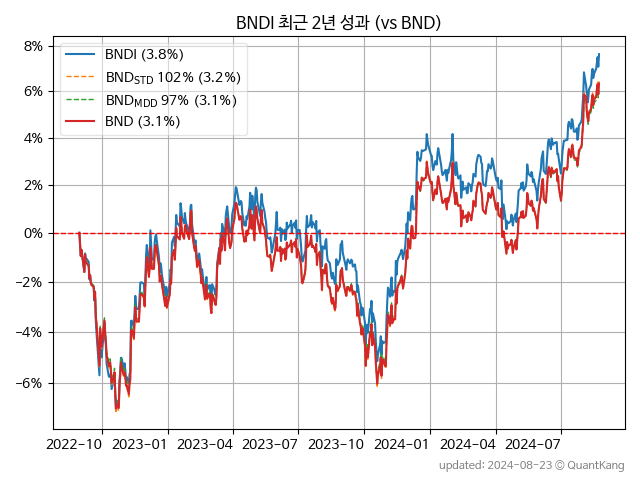 BNDI 최근 2년 성과 (vs BND)
BNDI (3.8%)
BND_STD 102% (3.2%)
BND_MDD 97% (3.1%)
BND (3.1%)
8%
6%
4%
2%
0%
−2%
−4%
−6%
2022-10 2023-01 2023-04 2023-07 2023-10 2024-01 2024-04 2024-07
updated: 2024-08-23 © QuantKang